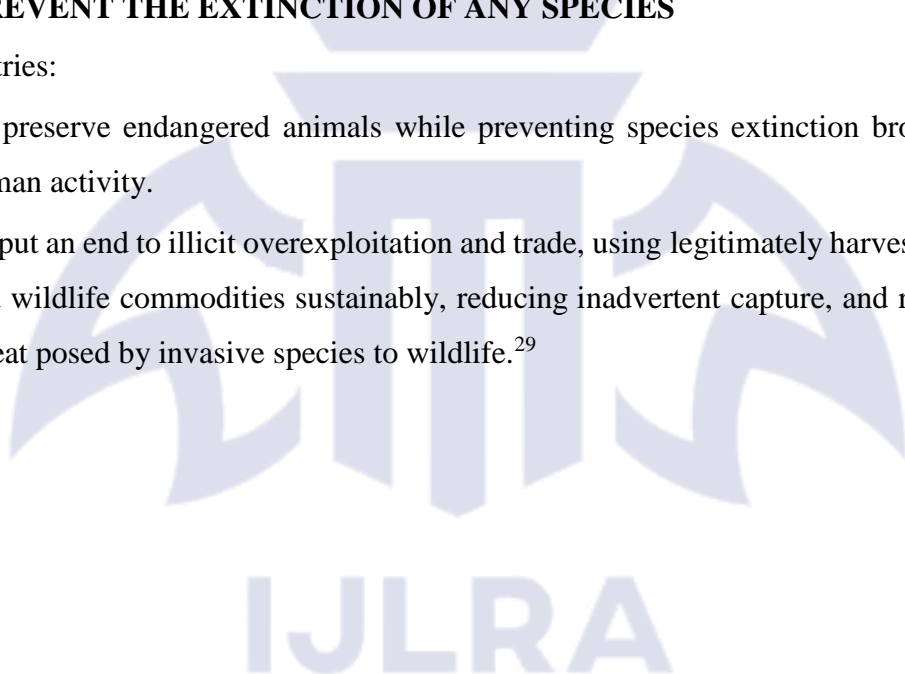 REVENT THE EXTINCTION OF ANY SPECIES
tries:
preserve endangered animals while preventing species extinction bro
man activity.
put an end to illicit overexploitation and trade, using legitimately harves
wildlife commodities sustainably, reducing inadvertent capture, and
eat posed by invasive species to wildlife.29
IJLRA